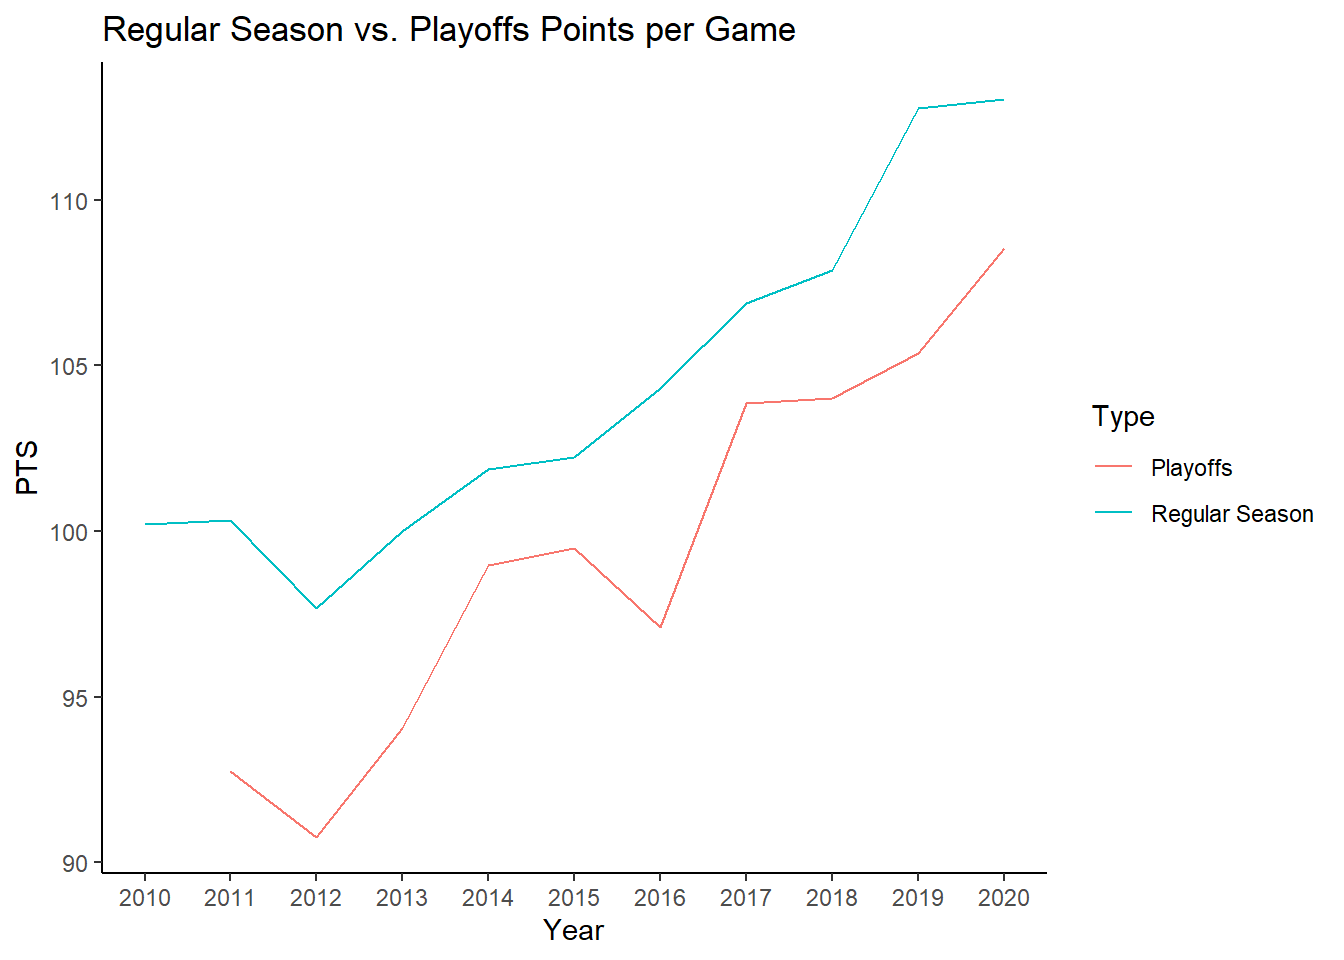 Regular Season vs. Playoffs Points per Game
PTS
110
105
100
95
90
2010 2011 2012 2013 2014 2015 2016 2017 2018 2019 2020
Year
Type
Playoffs
Regular Season